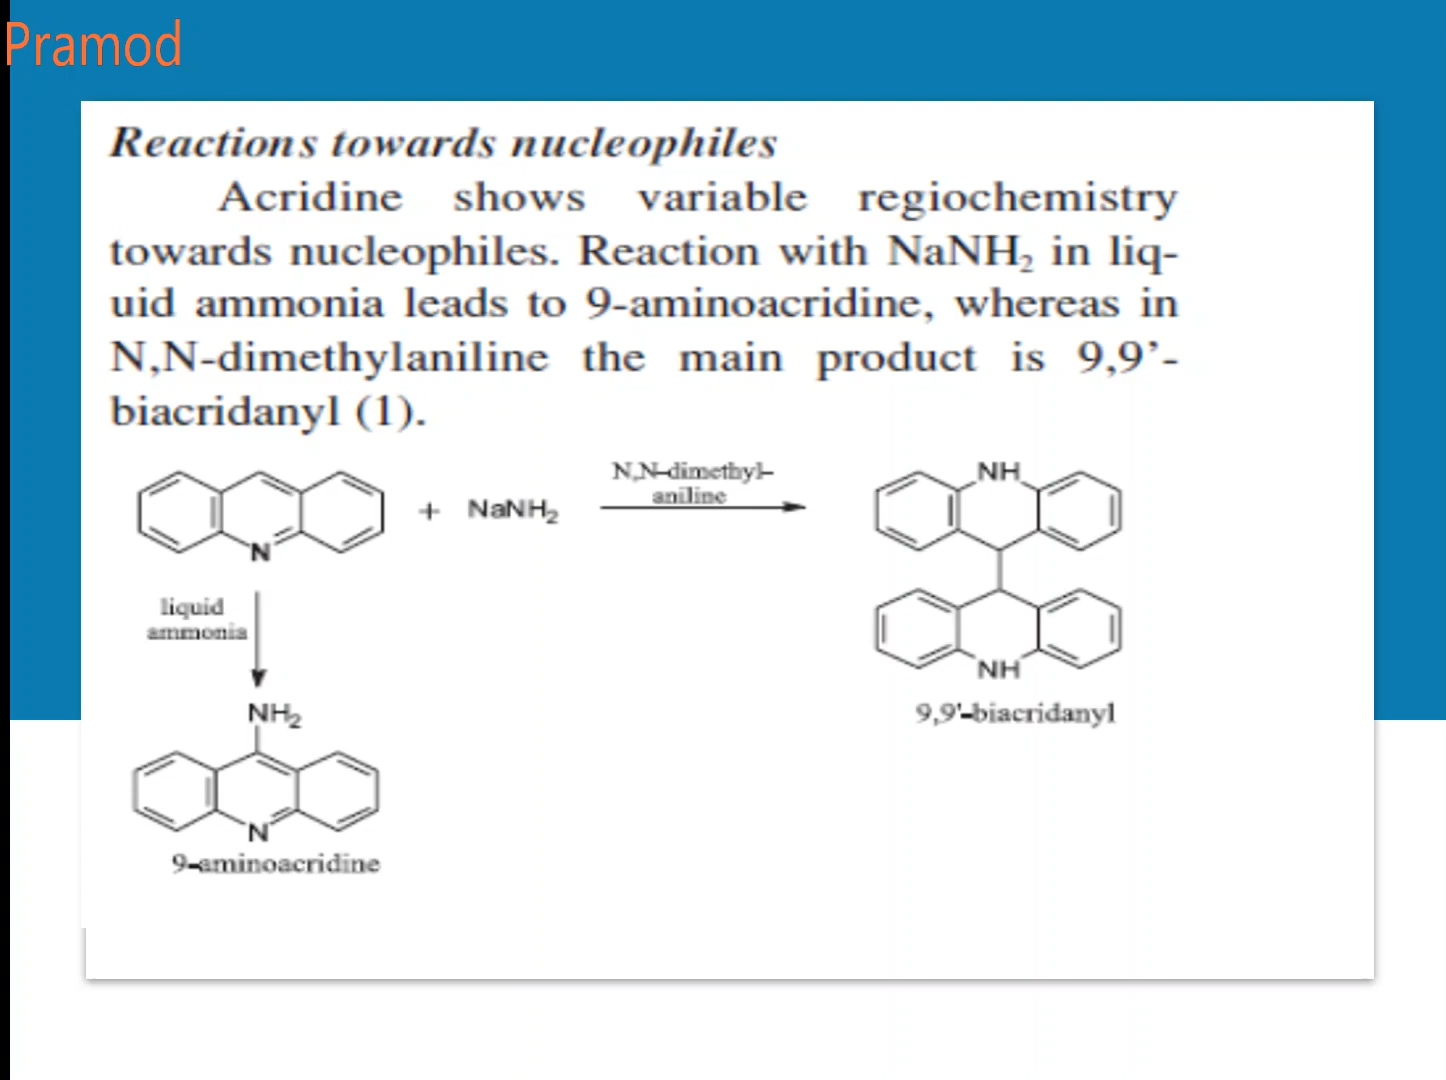 Pramod
Reactions towards nucleophiles
Acridine shows variable regiochemistry
towards nucleophiles. Reaction with NaNH₂ in liq-
uid ammonia leads to 9-aminoacridine, whereas in
N,N-dimethylaniline the main product is 9,9’-
biacridanyl (1).
N
+ NaNH₂
N,N-dimethyl-
aniline
NH
NH
9,9'-biacridanyl
liquid
ammonia
NH₂
N
9-aminoacridine